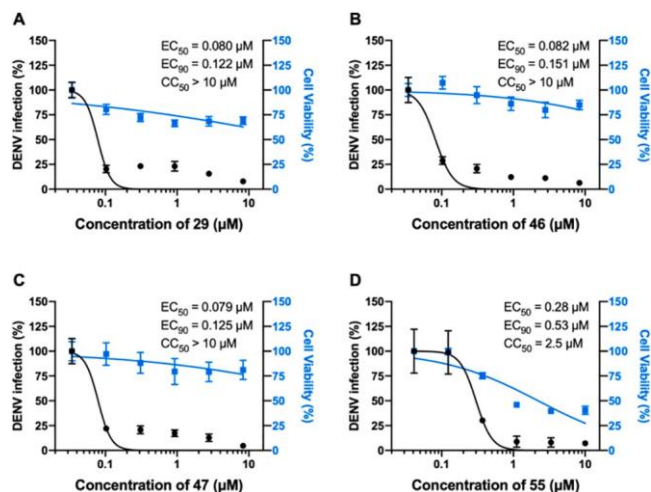 A
EC50 = 0.080 μM
EC90 = 0.122 μM
CC50 > 10 μM
DENV infection (%)
150
125
100
75
50
25
0
150
125
100
75
50
25
0
Cell Viability (%)
0.1
1
10
Concentration of 29 (μM)
B
EC50 = 0.082 μM
EC90 = 0.151 μM
CC50 > 10 μM
DENV infection (%)
150
125
100
75
50
25
0
150
125
100
75
50
25
0
Cell Viability (%)
0.1
1
10
Concentration of 46 (μM)
C
EC50 = 0.079 μM
EC90 = 0.125 μM
CC50 > 10 μM
DENV infection (%)
150
125
100
75
50
25
0
150
125
100
75
50
25
0
Cell Viability (%)
0.1
1
10
Concentration of 47 (μM)
D
EC50 = 0.28 μM
EC90 = 0.53 μM
CC50 = 2.5 μM
DENV infection (%)
150
125
100
75
50
25
0
150
125
100
75
50
25
0
Cell Viability (%)
0.1
1
10
Concentration of 55 (μM)